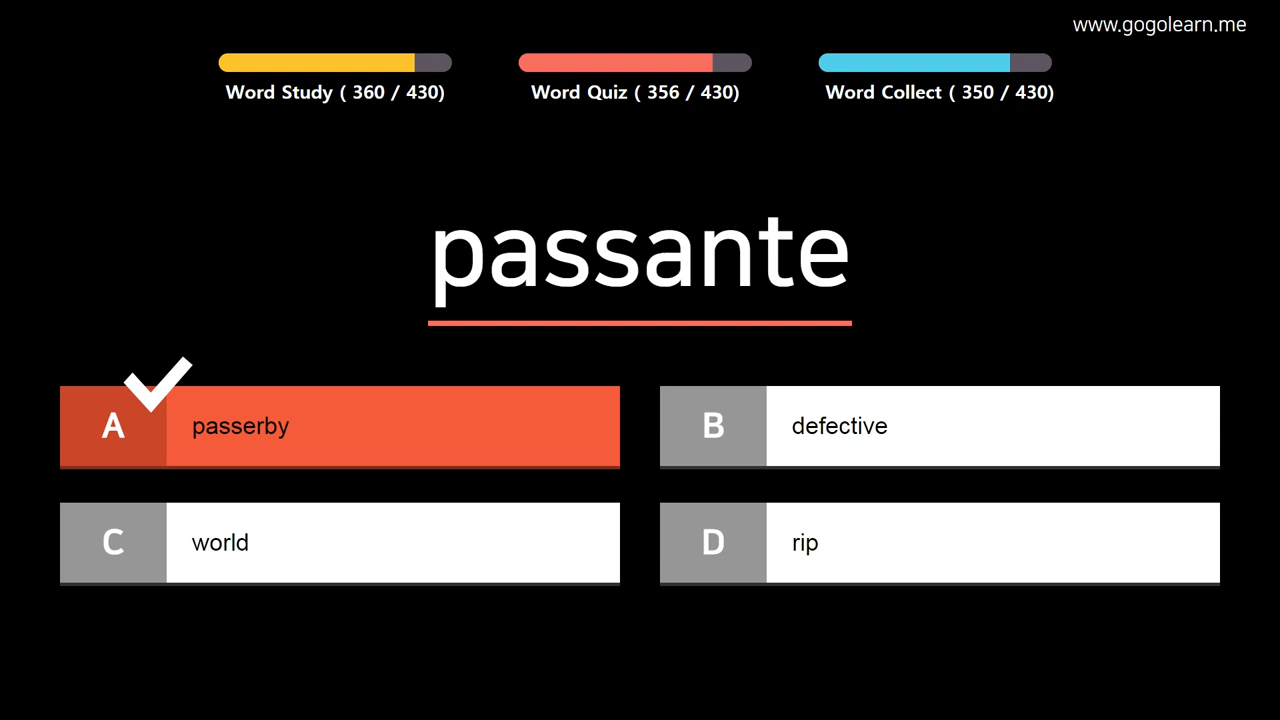 www.gogolearn.me
Word Study ( 360 / 430)
Word Quiz ( 356 / 430)
Word Collect ( 350 / 430)
passante
A passerby
B defective
C world
D rip